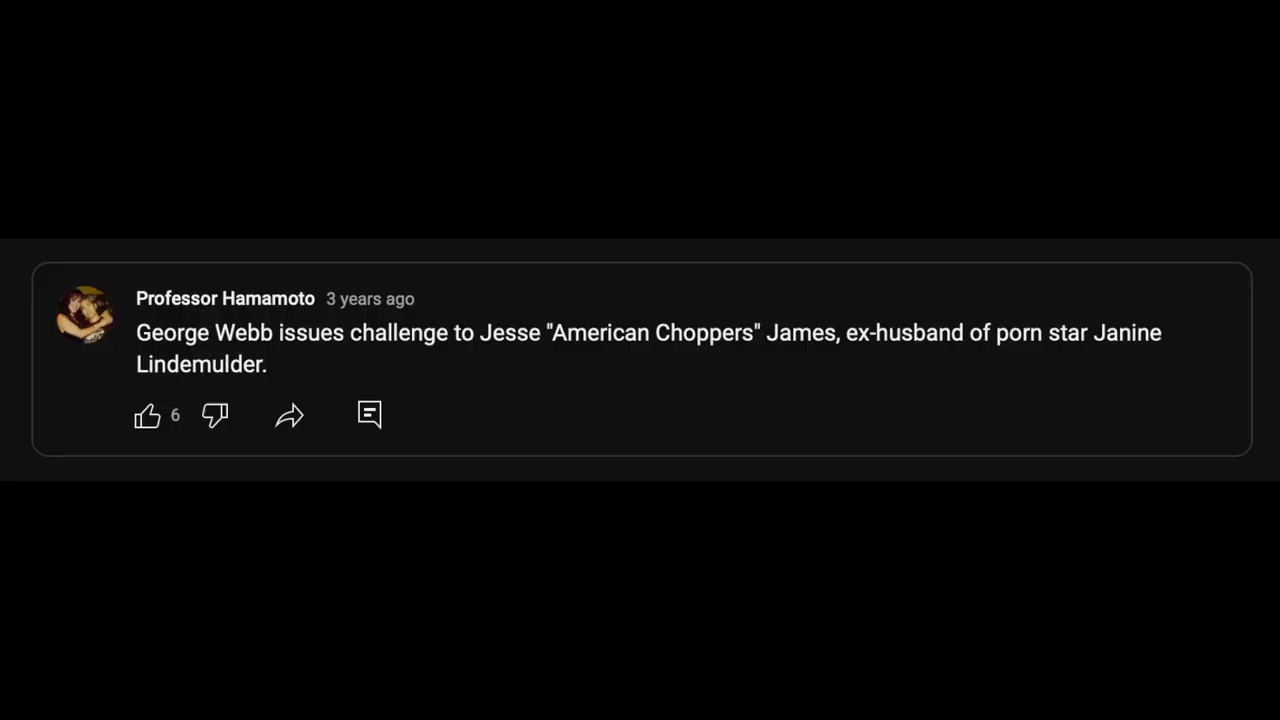 Professor Hamamoto 3 years ago
George Webb issues challenge to Jesse "American Choppers" James, ex-husband of porn star Janine
Lindemulder.
6